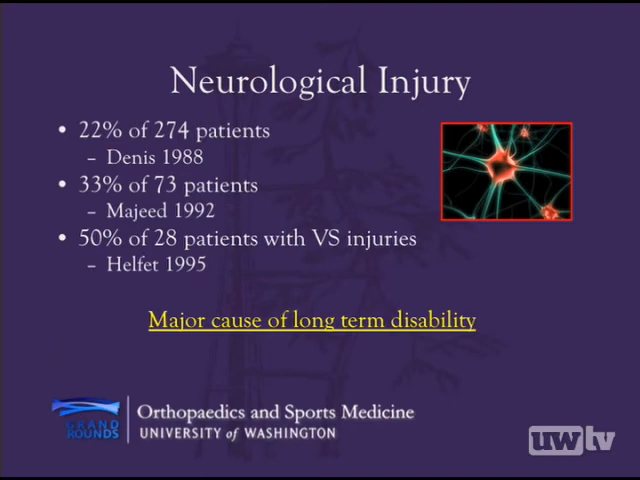 Neurological Injury
• 22% of 274 patients
– Denis 1988
• 33% of 73 patients
– Majeed 1992
• 50% of 28 patients with VS injuries
– Helfet 1995
Major cause of long term disability
GRAND
ROUNDS
Orthopaedics and Sports Medicine
UNIVERSITY of WASHINGTON
uwtv